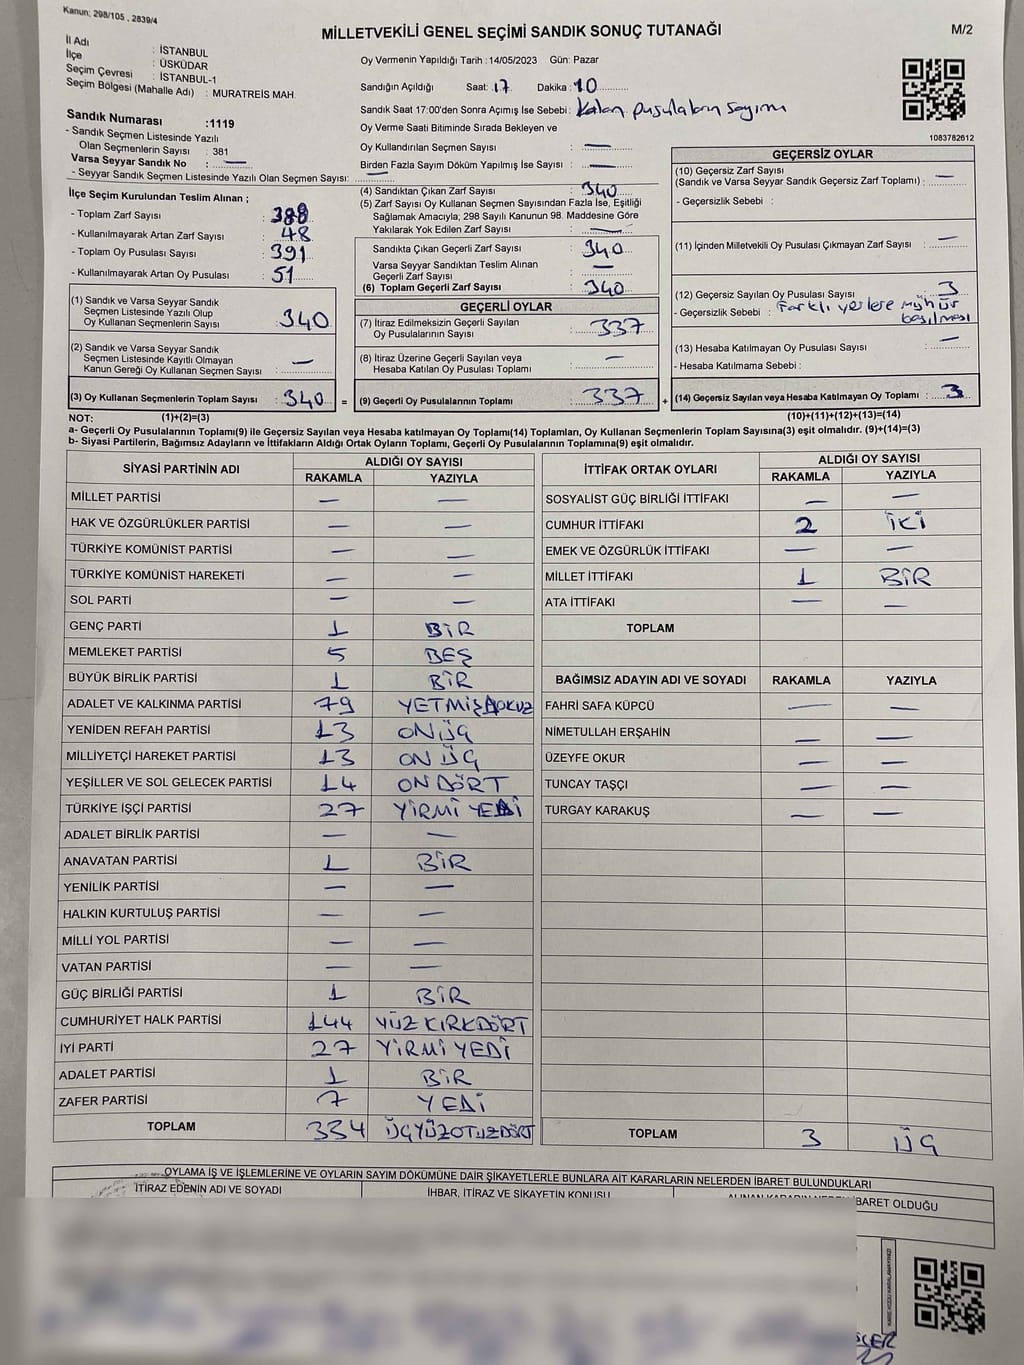 Kanun: 298/105 , 2839/4
MİLLETVEKİLİ GENEL SEÇİMİ SANDIK SONUÇ TUTANAĞI
M/2
İl Adı : İSTANBUL
İlçe : ÜSKÜDAR
Seçim Çevresi : İSTANBUL-1
Seçim Bölgesi (Mahalle Adı) : MURATREİS MAH.
Sandık Numarası :1119
- Sandık Seçmen Listesinde Yazılı
Olan Seçmenlerin Sayısı : 381
Varsa Seyyar Sandık No : —
- Seyyar Sandık Seçmen Listesinde Yazılı Olan Seçmen Sayısı: —
Oy Vermenin Yapıldığı Tarih : 14/05/2023 Gün: Pazar
Sandığın Açıldığı Saat: 17 Dakika : 10
Sandık Saat 17:00'den Sonra Açımış İse Sebebi : Kalan pusulaların sayımı
Oy Verme Saati Bitiminde Sırada Bekleyen ve
Oy Kullandırılan Seçmen Sayısı : —
Birden Fazla Sayım Döküm Yapılmış İse Sayısı : —
1083782612
İlçe Seçim Kurulundan Teslim Alınan ;
- Toplam Zarf Sayısı : 388
- Kullanılmayarak Artan Zarf Sayısı : 48
- Toplam Oy Pusulası Sayısı : 391
- Kullanılmayarak Artan Oy Pusulası : 51
(1) Sandık ve Varsa Seyyar Sandık
Seçmen Listesinde Yazılı Olup
Oy Kullanan Seçmenlerin Sayısı : 340
(2) Sandık ve Varsa Seyyar Sandık
Seçmen Listesinde Kayıtlı Olmayan
Kanun Gereği Oy Kullanan Seçmen Sayısı : —
(3) Oy Kullanan Seçmenlerin Toplam Sayısı : 340 =
(4) Sandıktan Çıkan Zarf Sayısı : 340
(5) Zarf Sayısı Oy Kullanan Seçmen Sayısından Fazla İse, Eşitliği
Sağlamak Amacıyla; 298 Sayılı Kanunun 98. Maddesine Göre
Yakılarak Yok Edilen Zarf Sayısı : —
Sandıkta Çıkan Geçerli Zarf Sayısı : 340
Varsa Seyyar Sandıktan Teslim Alınan
Geçerli Zarf Sayısı : —
(6) Toplam Geçerli Zarf Sayısı : 340
GEÇERLİ OYLAR
(7) İtiraz Edilmeksizin Geçerli Sayılan
Oy Pusulalarının Sayısı : 337
(8) İtiraz Üzerine Geçerli Sayılan veya
Hesaba Katılan Oy Pusulası Toplamı : —
(9) Geçerli Oy Pusulalarının Toplamı : 337 +
GEÇERSİZ OYLAR
(10) Geçersiz Zarf Sayısı
(Sandık ve Varsa Seyyar Sandık Geçersiz Zarf Toplamı) : —
- Geçersizlik Sebebi :
(11) İçinden Milletvekili Oy Pusulası Çıkmayan Zarf Sayısı : —
(12) Geçersiz Sayılan Oy Pusulası Sayısı : 3
- Geçersizlik Sebebi : Farklı yerlere mühür
basılması
(13) Hesaba Katılmayan Oy Pusulası Sayısı : —
- Hesaba Katılmama Sebebi :
(14) Geçersiz Sayılan veya Hesaba Katılmayan Oy Toplamı : 3
NOT: (1)+(2)=(3) (10)+(11)+(12)+(13)=(14)
a- Geçerli Oy Pusulalarının Toplamı(9) ile Geçersiz Sayılan veya Hesaba katılmayan Oy Toplamı(14) Toplamları, Oy Kullanan Seçmenlerin Toplam Sayısına(3) eşit olmalıdır. (9)+(14)=(3)
b- Siyasi Partilerin, Bağımsız Adayların ve İttifakların Aldığı Ortak Oyların Toplamı, Geçerli Oy Pusulalarının Toplamına(9) eşit olmalıdır.
SİYASİ PARTİNİN ADI ALDIĞI OY SAYISI
RAKAMLA YAZIYLA
MİLLET PARTİSİ — —
HAK VE ÖZGÜRLÜKLER PARTİSİ — —
TÜRKİYE KOMÜNİST PARTİSİ — —
TÜRKİYE KOMÜNİST HAREKETİ — —
SOL PARTİ — —
GENÇ PARTİ 1 BİR
MEMLEKET PARTİSİ 5 BEŞ
BÜYÜK BİRLİK PARTİSİ 1 BİR
ADALET VE KALKINMA PARTİSİ 79 YETMİŞDOKUZ
YENİDEN REFAH PARTİSİ 13 ONÜÇ
MİLLİYETÇİ HAREKET PARTİSİ 13 ON ÜÇ
YEŞİLLER VE SOL GELECEK PARTİSİ 14 ON DÖRT
TÜRKİYE İŞÇİ PARTİSİ 27 YİRMİ YEDİ
ADALET BİRLİK PARTİSİ — —
ANAVATAN PARTİSİ 1 BİR
YENİLİK PARTİSİ — —
HALKIN KURTULUŞ PARTİSİ — —
MİLLİ YOL PARTİSİ — —
VATAN PARTİSİ — —
GÜÇ BİRLİĞİ PARTİSİ 1 BİR
CUMHURİYET HALK PARTİSİ 144 YÜZ KIRKDÖRT
İYİ PARTİ 27 YİRMİ YEDİ
ADALET PARTİSİ 1 BİR
ZAFER PARTİSİ 7 YEDİ
TOPLAM 334 ÜÇYÜZOTUZDÖRT
İTTİFAK ORTAK OYLARI ALDIĞI OY SAYISI
RAKAMLA YAZIYLA
SOSYALİST GÜÇ BİRLİĞİ İTTİFAKI — —
CUMHUR İTTİFAKI 2 İKİ
EMEK VE ÖZGÜRLÜK İTTİFAKI — —
MİLLET İTTİFAKI 1 BİR
ATA İTTİFAKI — —
TOPLAM
BAĞIMSIZ ADAYIN ADI VE SOYADI RAKAMLA YAZIYLA
FAHRİ SAFA KÜPCÜ — —
NİMETULLAH ERŞAHİN — —
ÜZEYFE OKUR — —
TUNCAY TAŞÇI — —
TURGAY KARAKUŞ — —
TOPLAM 3 ÜÇ
OYLAMA İŞ VE İŞLEMLERİNE VE OYLARIN SAYIM DÖKÜMÜNE DAİR ŞİKAYETLERLE BUNLARA AİT KARARLARIN NELERDEN İBARET BULUNDUKLARI
İTİRAZ EDENİN ADI VE SOYADI
İHBAR, İTİRAZ VE ŞİKAYETİN KONUSU
ALINAN KARARIN NEDEN İBARET OLDUĞU